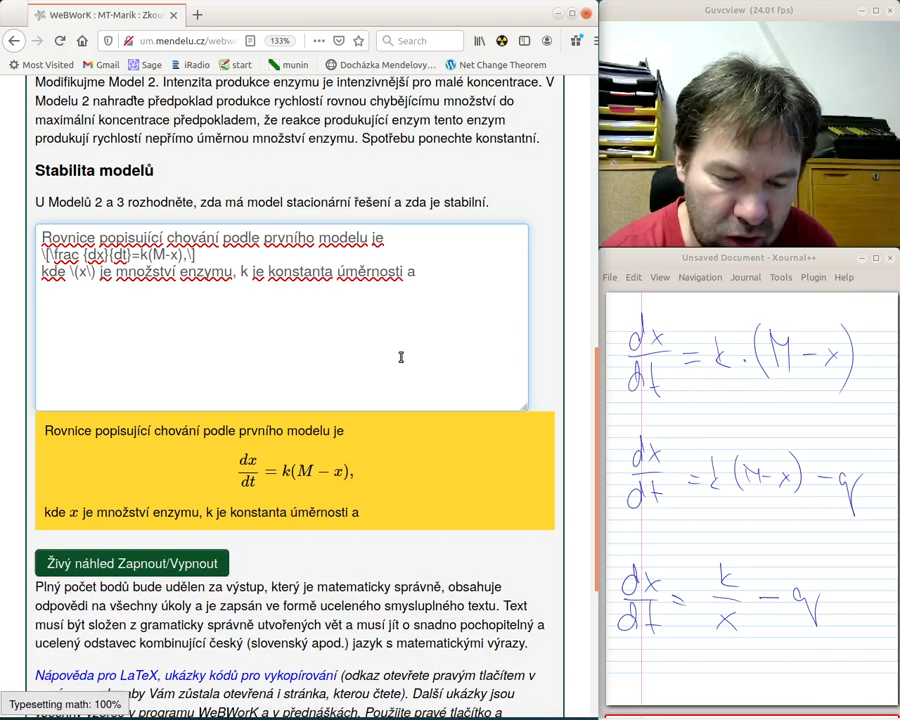 WeBWorK : MT-Marik : Zkou
um.mendelu.cz/webw
133%
Search
Most Visited
Gmail
Sage
iRadio
start
munin
Docházka Mendelovy...
Net Change Theorem
Modifikujme Model 2. Intenzita produkce enzymu je intenzivnější pro malé koncentrace. V
Modelu 2 nahraďte předpoklad produkce rychlostí rovnou chybějícímu množství do
maximální koncentrace předpokladem, že reakce produkující enzym tento enzym
produkují rychlostí nepřímo úměrnou množství enzymu. Spotřebu ponechte konstantní.
Stabilita modelů
U Modelů 2 a 3 rozhodněte, zda má model stacionární řešení a zda je stabilní.
Rovnice popisujííc chování podle prvního modelu je
\[\frac {dx}{dt}=k(M-x),\]
kde \(x\) je množství enzymu, k je konstanta úměrnosti a
Rovnice popisující chování podle prvního modelu je
dx/dt = k(M − x),
kde x je množství enzymu, k je konstanta úměrnosti a
Živý náhled Zapnout/Vypnout
Plný počet bodů bude udělen za výstup, který je matematicky správně, obsahuje
odpovědi na všechny úkoly a je zapsán ve formě uceleného smysluplného textu. Text
musí být složen z gramaticky správně utvořených vět a musí jít o snadno pochopitelný a
ucelený odstavec kombinující český (slovenský apod.) jazyk s matematickými výrazy.
Nápověda pro LaTeX, ukázky kódů pro vykopírování (odkaz otevřete pravým tlačítkem v
Vám zůstala otevřená i stránka, kterou čtete). Další ukázky jsou
v programu WeBWorK a v přednáškách. Použijte pravé tlačítko a
Typesetting math: 100%
Guvcview (24.01 fps)
Unsaved Document - Xournal++
File Edit View Navigation Journal Tools Plugin Help
dx/dt = k . (M − x)
dx/dt = k (M − x) − q
dx/dt = k/x − q